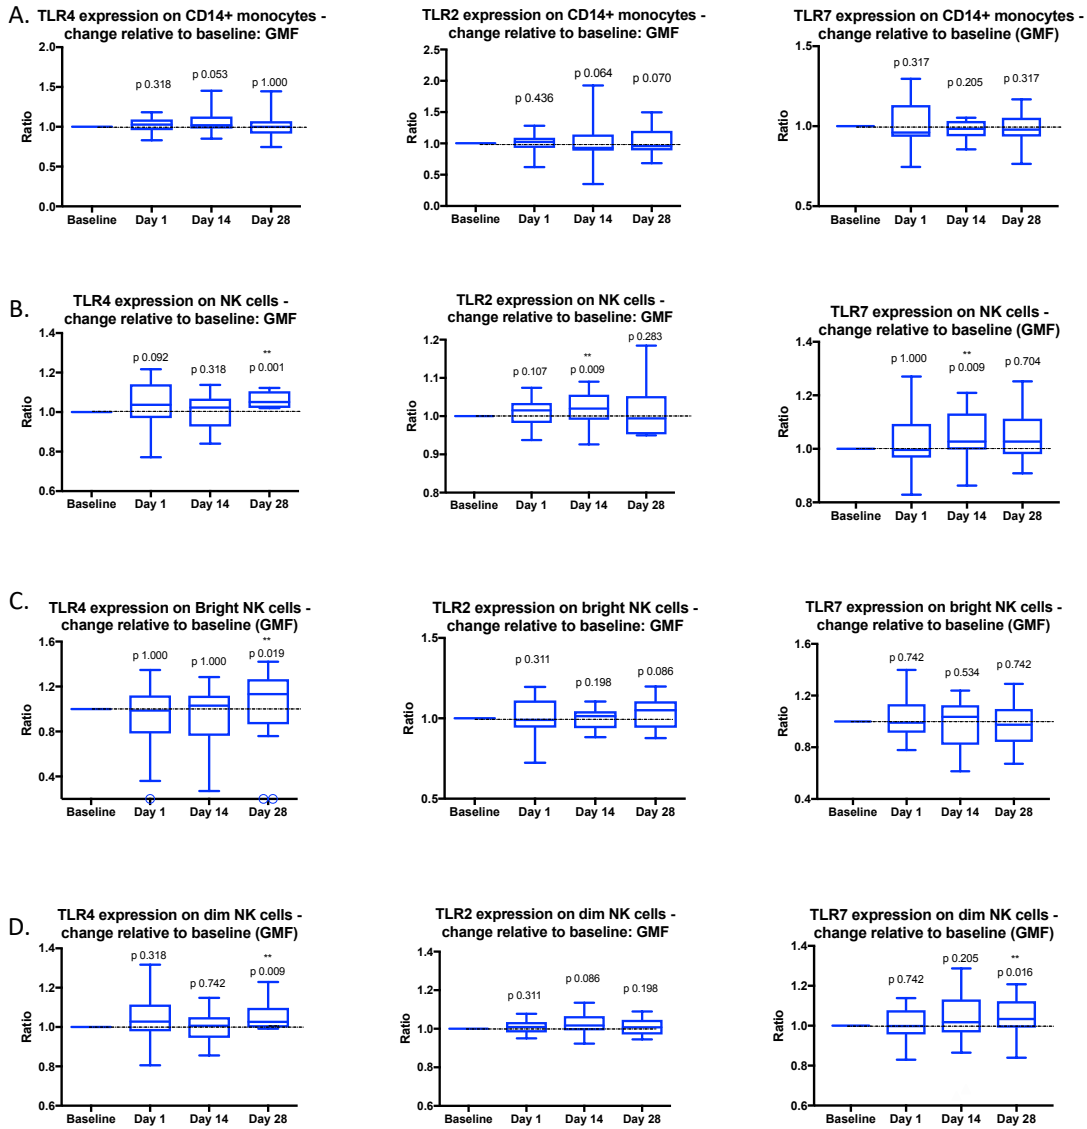 A.
TLR4 expression on CD14+ monocytes -
change relative to baseline: GMF
Ratio
2.0
1.5
1.0
0.5
0.0
p 0.318
p 0.053
p 1.000
Baseline Day 1 Day 14 Day 28
TLR2 expression on CD14+ monocytes -
change relative to baseline: GMF
Ratio
2.5
2.0
1.5
1.0
0.5
0.0
p 0.436
p 0.064
p 0.070
Baseline Day 1 Day 14 Day 28
TLR7 expression on CD14+ monocytes -
change relative to baseline (GMF)
Ratio
1.5
1.0
0.5
p 0.317
p 0.205
p 0.317
Baseline Day 1 Day 14 Day 28
B.
TLR4 expression on NK cells -
change relative to baseline: GMF
Ratio
1.4
1.2
1.0
0.8
0.6
p 0.092
p 0.318
**
p 0.001
Baseline Day 1 Day 14 Day 28
TLR2 expression on NK cells -
change relative to baseline: GMF
Ratio
1.2
1.1
1.0
0.9
0.8
p 0.107
**
p 0.009
p 0.283
Baseline Day 1 Day 14 Day 28
TLR7 expression on NK cells -
change relative to baseline (GMF)
Ratio
1.4
1.2
1.0
0.8
p 1.000
**
p 0.009
p 0.704
Baseline Day 1 Day 14 Day 28
C.
TLR4 expression on Bright NK cells -
change relative to baseline (GMF)
Ratio
1.6
1.2
0.8
0.4
p 1.000
p 1.000
**
p 0.019
Baseline Day 1 Day 14 Day 28
TLR2 expression on bright NK cells -
change relative to baseline: GMF
Ratio
1.5
1.0
0.5
p 0.311
p 0.198
p 0.086
Baseline Day 1 Day 14 Day 28
TLR7 expression on bright NK cells -
change relative to baseline (GMF)
Ratio
1.6
1.2
0.8
0.4
p 0.742
p 0.534
p 0.742
Baseline Day 1 Day 14 Day 28
D.
TLR4 expression on dim NK cells -
change relative to baseline (GMF)
Ratio
1.4
1.2
1.0
0.8
0.6
p 0.318
p 0.742
**
p 0.009
Baseline Day 1 Day 14 Day 28
TLR2 expression on dim NK cells -
change relative to baseline: GMF
Ratio
1.4
1.2
1.0
0.8
0.6
p 0.311
p 0.086
p 0.198
Baseline Day 1 Day 14 Day 28
TLR7 expression on dim NK cells -
change relative to baseline (GMF)
Ratio
1.4
1.2
1.0
0.8
0.6
p 0.742
p 0.205
**
p 0.016
Baseline Day 1 Day 14 Day 28